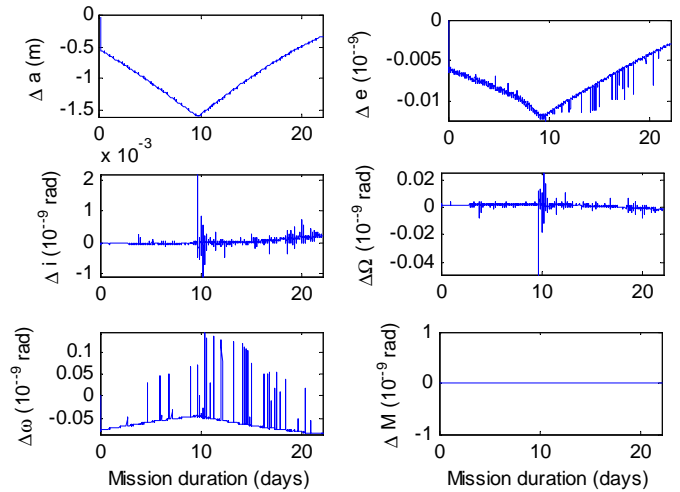 Δ a (m)
0
-0.5
-1
-1.5
0 10 20
Δ e (10⁻⁹)
0
-0.005
-0.01
0 10 20
x 10⁻³
Δ i (10⁻⁹ rad)
2
1
0
-1
0 10 20
ΔΩ (10⁻⁹ rad)
0.02
0
-0.02
-0.04
0 10 20
Δω (10⁻⁹ rad)
0.1
0.05
0
-0.05
0 10 20
Mission duration (days)
Δ M (10⁻⁹ rad)
1
0
-1
0 10 20
Mission duration (days)